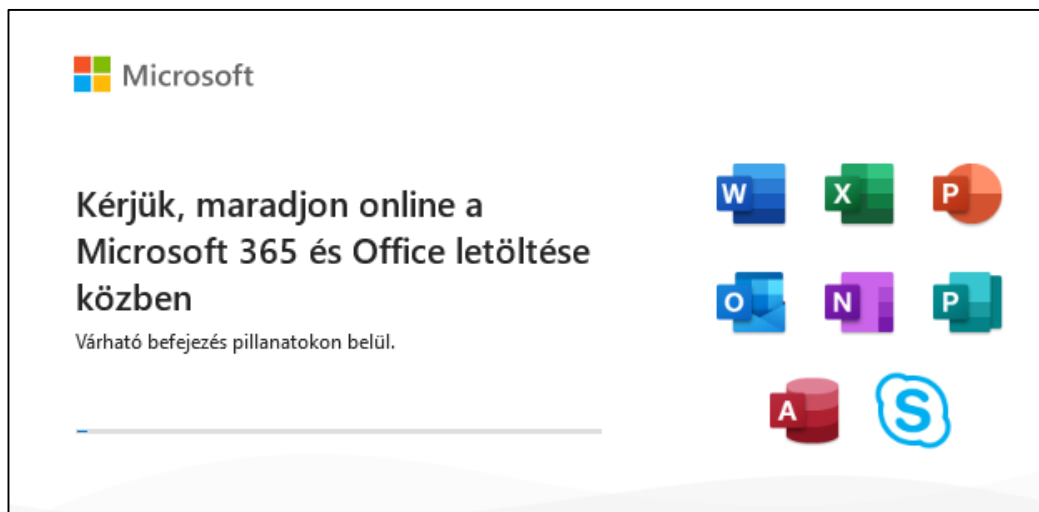 Microsoft
Kérjük, maradjon online a
Microsoft 365 és Office letöltése
közben
Várható befejezés pillanatokon belül.
W X P
O N P
A S